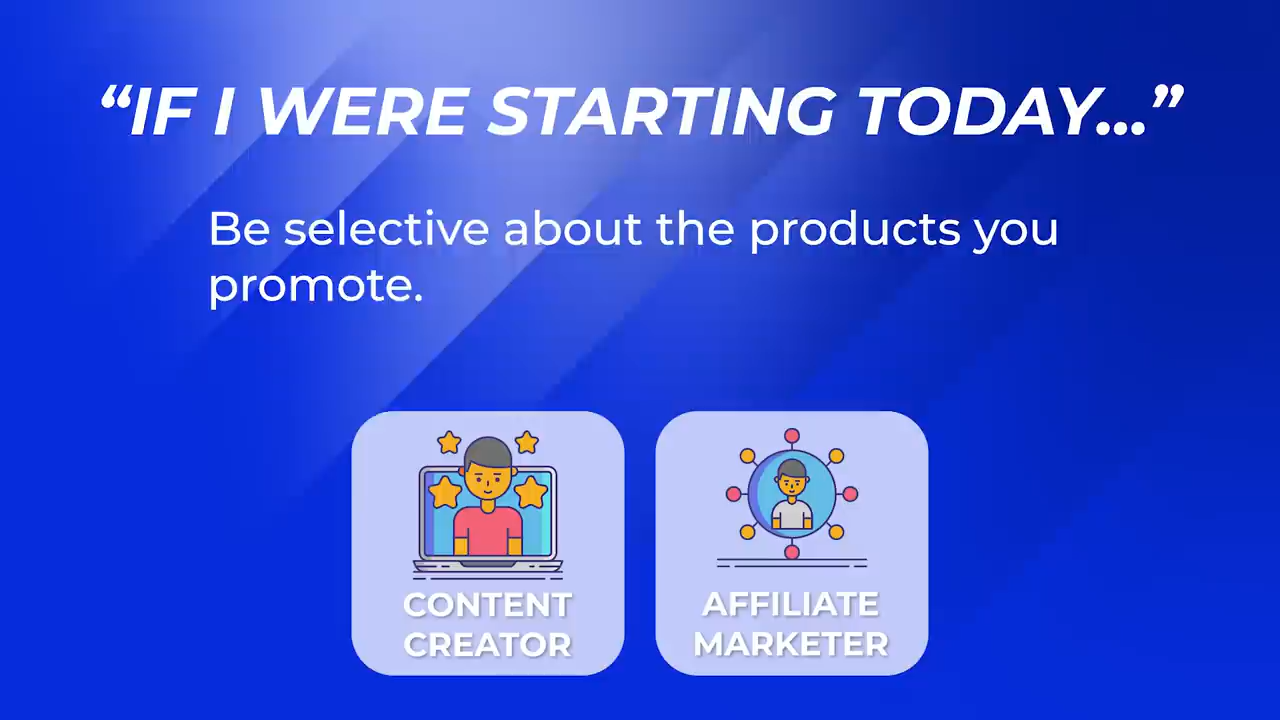 “IF I WERE STARTING TODAY...”
Be selective about the products you
promote.
CONTENT
CREATOR
AFFILIATE
MARKETER